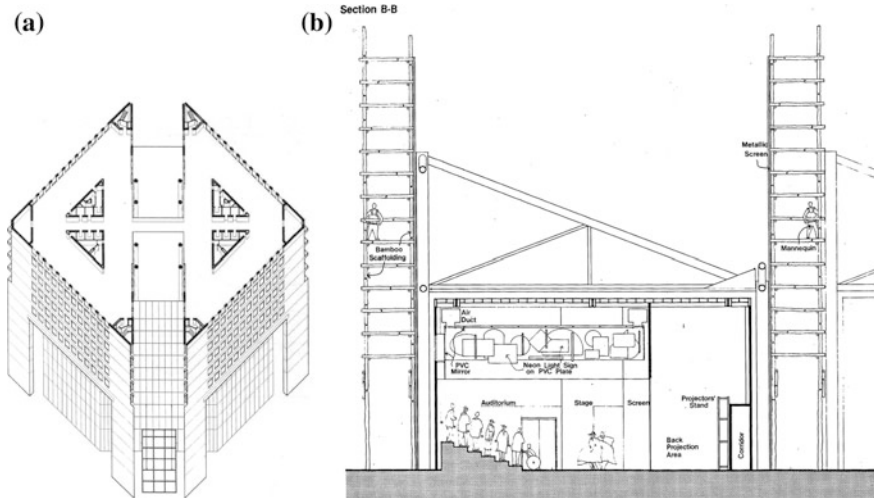 (a)
(b)
Section B-B
Metallic
Screen
Bamboo
Scaffolding
Mannequin
Air
Duct
PVC
Mirror
Neon Light Sign
on PVC Plate
Auditorium
Stage
Screen
Projectors'
Stand
Back
Projection
Area
Corridor